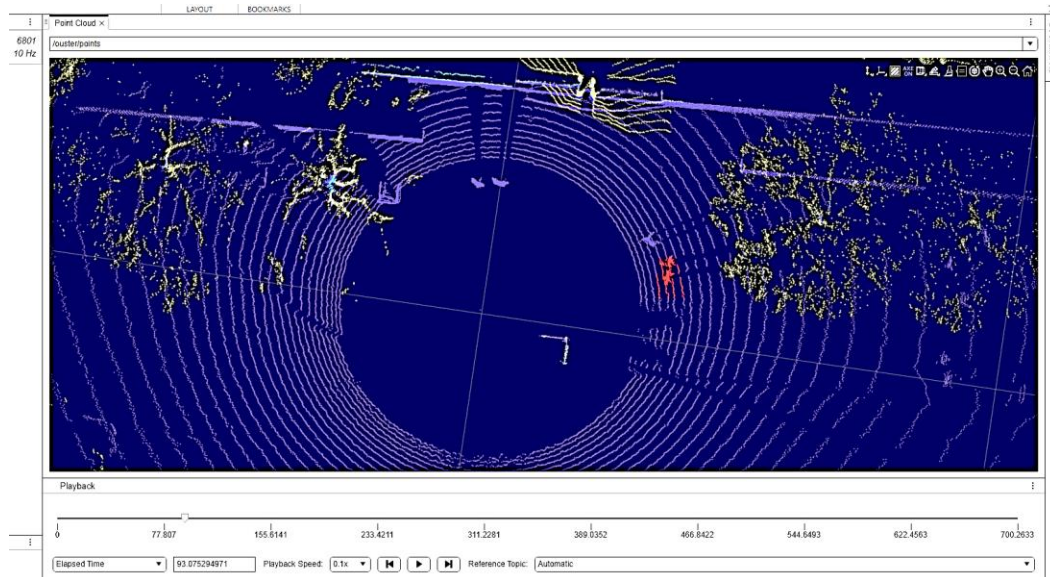 LAYOUT BOOKMARKS
Point Cloud ×
6801
10 Hz
/ouster/points
Playback
0 77.807 155.6141 233.4211 311.2281 389.0352 466.8422 544.6493 622.4563 700.2633
Elapsed Time 93.075294971 Playback Speed: 0.1x Reference Topic: Automatic